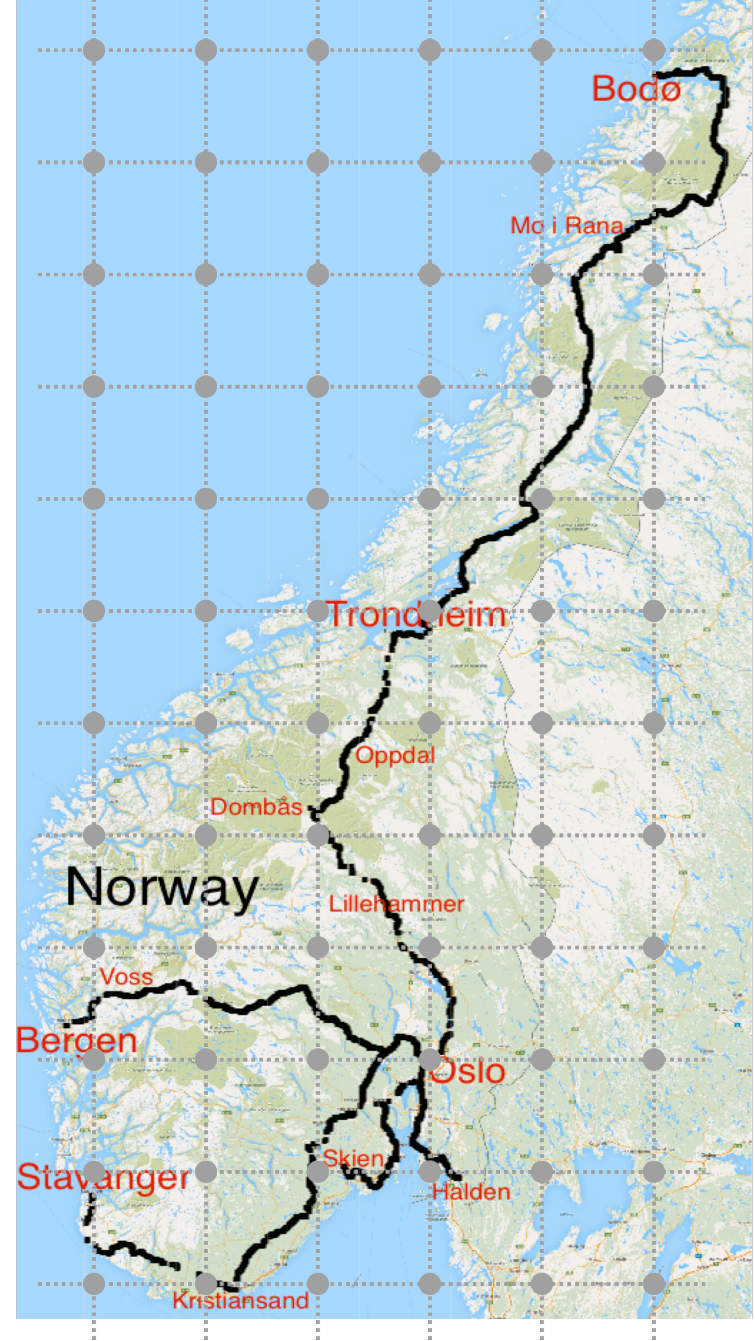 Bodø
Mo i Rana
Trondheim
Oppdal
Dombås
Norway
Lillehammer
Voss
Bergen
Oslo
Skien
Stavanger
Halden
Kristiansand